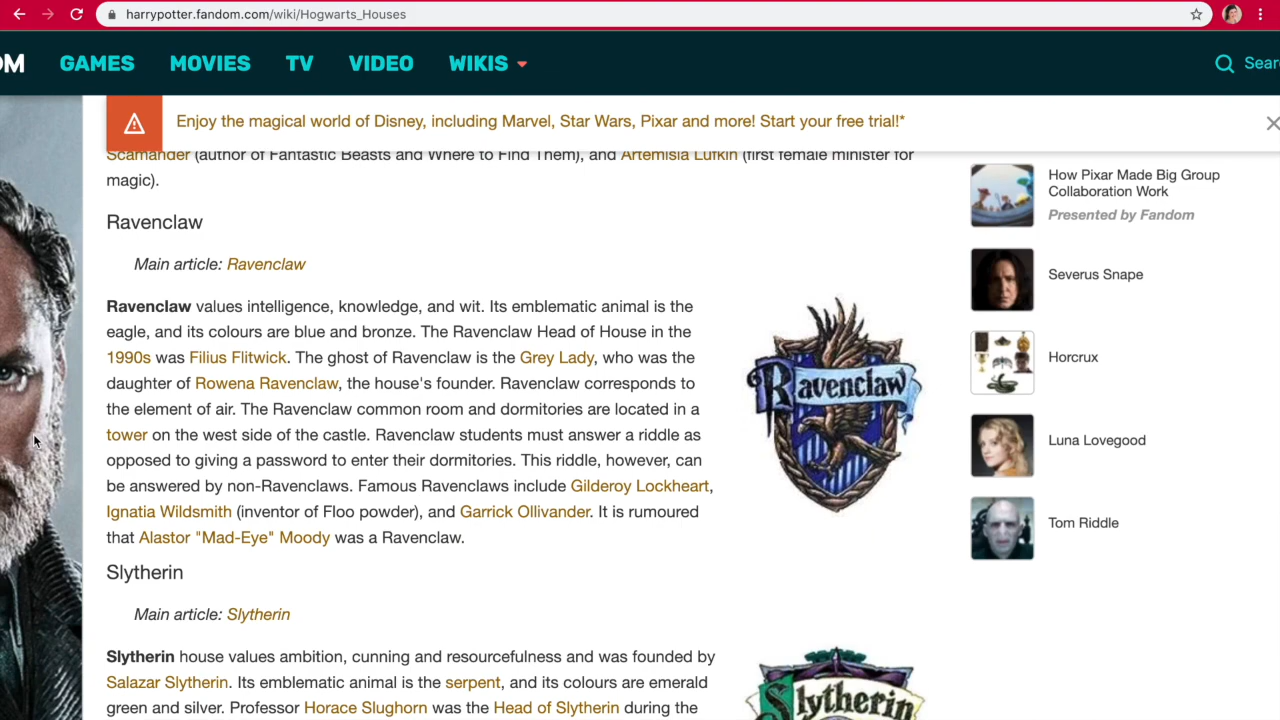 harrypotter.fandom.com/wiki/Hogwarts_Houses
OM GAMES MOVIES TV VIDEO WIKIS Sear
Enjoy the magical world of Disney, including Marvel, Star Wars, Pixar and more! Start your free trial!*
Scamander (author of Fantastic Beasts and Where to Find Them), and Artemisia Lufkin (first female minister for
magic).
Ravenclaw
Main article: Ravenclaw
Ravenclaw values intelligence, knowledge, and wit. Its emblematic animal is the
eagle, and its colours are blue and bronze. The Ravenclaw Head of House in the
1990s was Filius Flitwick. The ghost of Ravenclaw is the Grey Lady, who was the
daughter of Rowena Ravenclaw, the house's founder. Ravenclaw corresponds to
the element of air. The Ravenclaw common room and dormitories are located in a
tower on the west side of the castle. Ravenclaw students must answer a riddle as
opposed to giving a password to enter their dormitories. This riddle, however, can
be answered by non-Ravenclaws. Famous Ravenclaws include Gilderoy Lockheart,
Ignatia Wildsmith (inventor of Floo powder), and Garrick Ollivander. It is rumoured
that Alastor "Mad-Eye" Moody was a Ravenclaw.
Ravenclaw
Slytherin
Main article: Slytherin
Slytherin house values ambition, cunning and resourcefulness and was founded by
Salazar Slytherin. Its emblematic animal is the serpent, and its colours are emerald
green and silver. Professor Horace Slughorn was the Head of Slytherin during the
Slytherin
How Pixar Made Big Group
Collaboration Work
Presented by Fandom
Severus Snape
Horcrux
Luna Lovegood
Tom Riddle